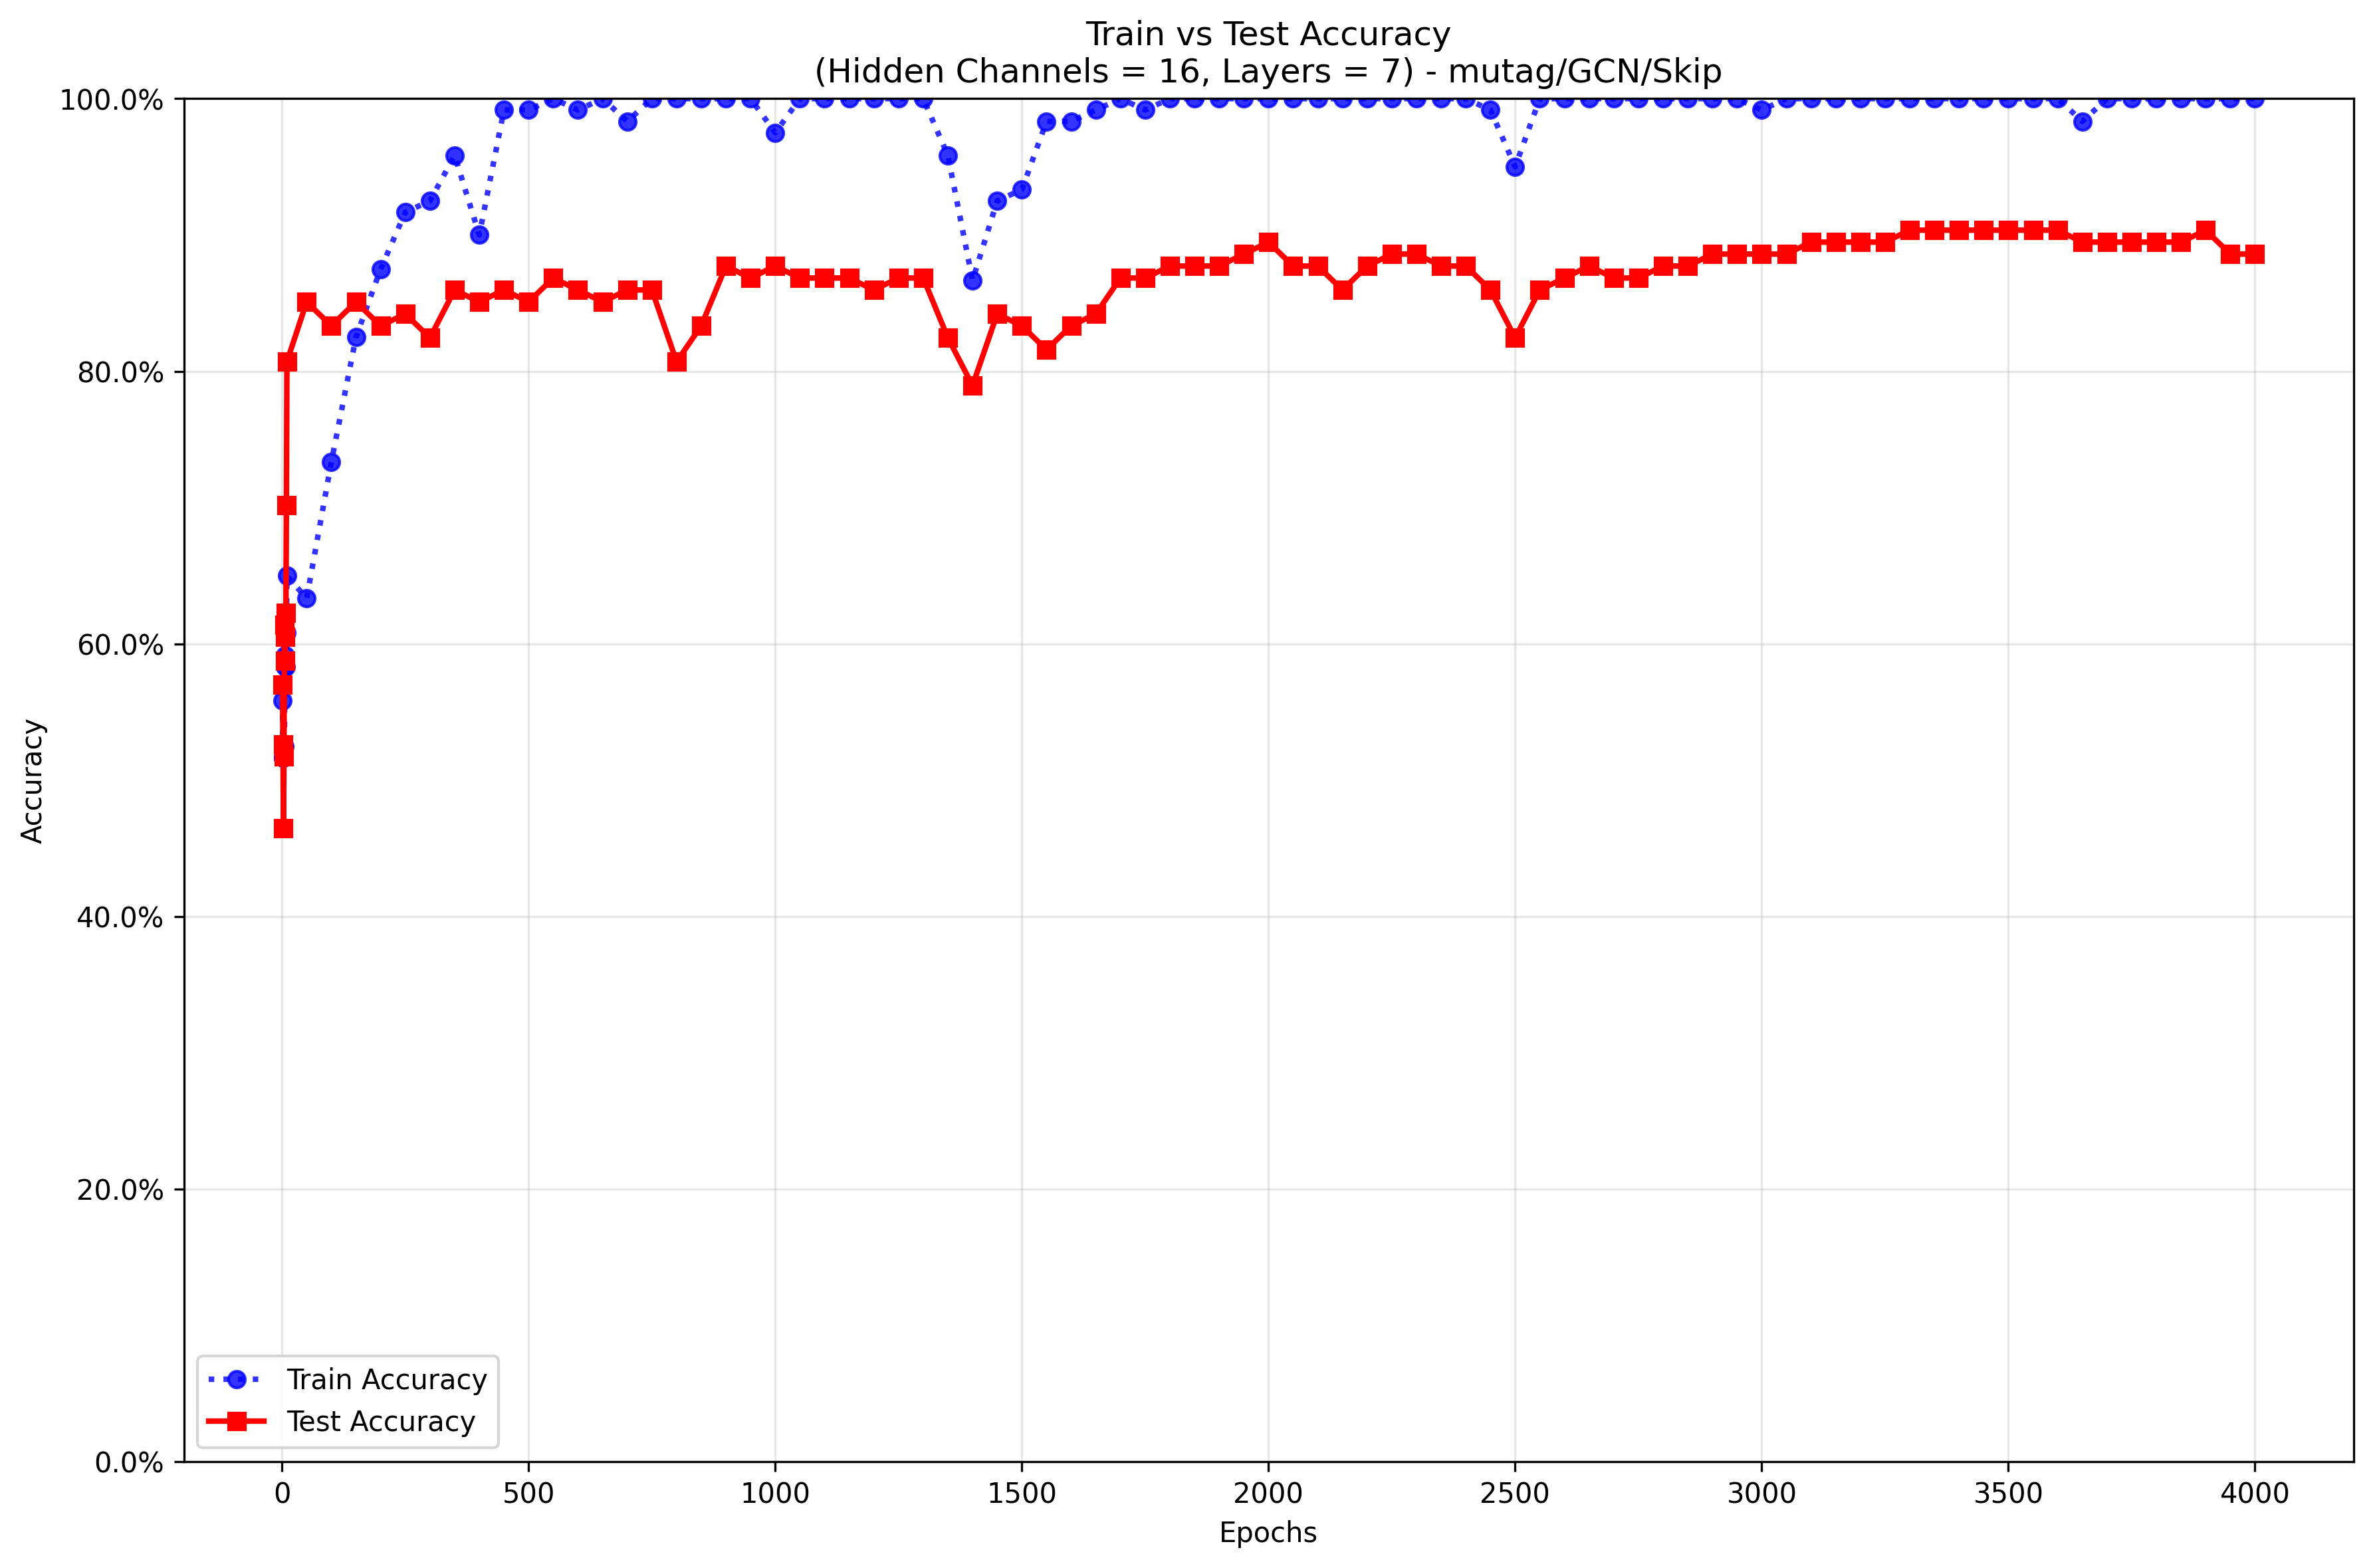 Train vs Test Accuracy
(Hidden Channels = 16, Layers = 7) - mutag/GCN/Skip
100.0%
80.0%
60.0%
40.0%
20.0%
0.0%
Accuracy
Train Accuracy
Test Accuracy
0 500 1000 1500 2000 2500 3000 3500 4000
Epochs